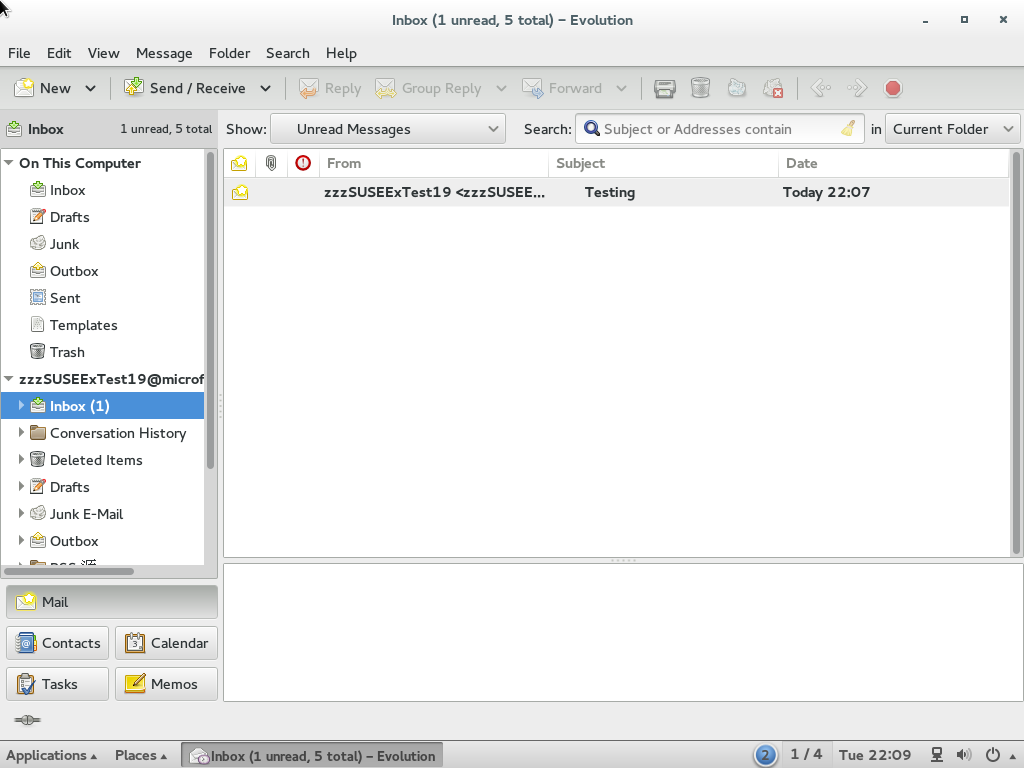 Inbox (1 unread, 5 total) – Evolution
File Edit View Message Folder Search Help
New Send / Receive Reply Group Reply Forward
Inbox 1 unread, 5 total Show: Unread Messages Search: Subject or Addresses contain in Current Folder
On This Computer
Inbox
Drafts
Junk
Outbox
Sent
Templates
Trash
zzzSUSEExTest19@microf
Inbox (1)
Conversation History
Deleted Items
Drafts
Junk E-Mail
Outbox
RSS 源
From Subject Date
zzzSUSEExTest19 <zzzSUSEE... Testing Today 22:07
Mail
Contacts Calendar
Tasks Memos
Applications Places Inbox (1 unread, 5 total) – Evolution 2 1 / 4 Tue 22:09